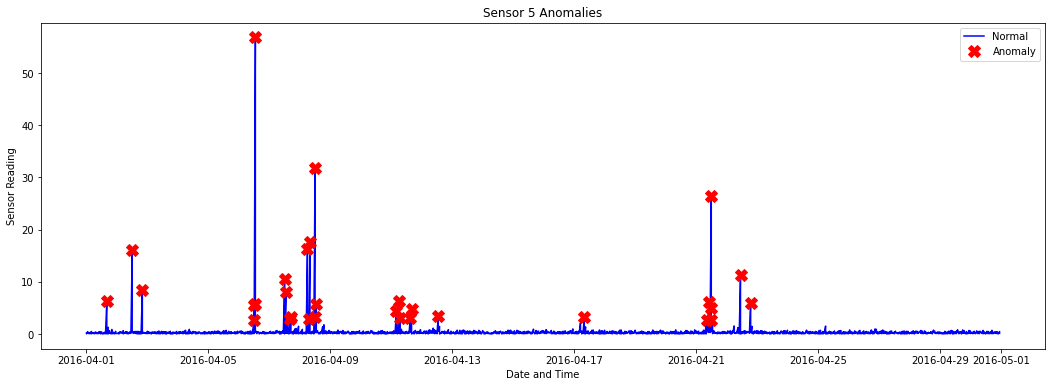 Sensor 5 Anomalies
Normal
Anomaly
Sensor Reading
50
40
30
20
10
0
2016-04-01 2016-04-05 2016-04-09 2016-04-13 2016-04-17 2016-04-21 2016-04-25 2016-04-29 2016-05-01
Date and Time